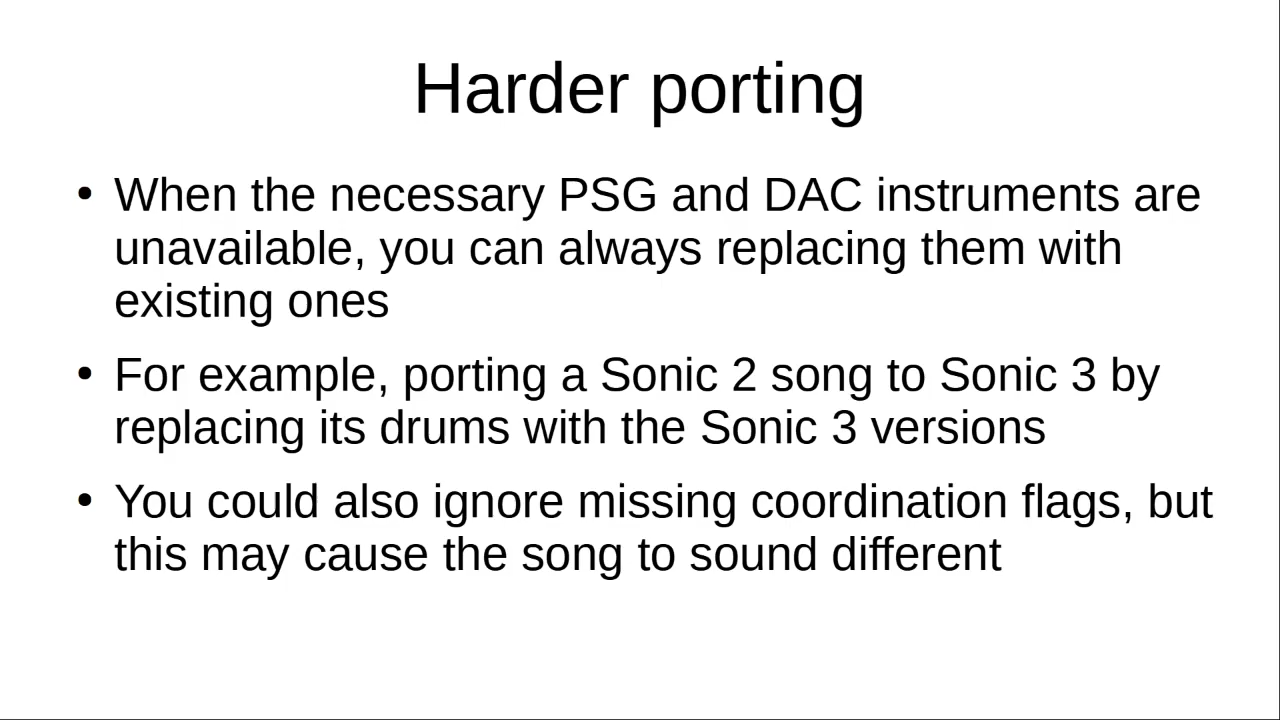 Harder porting
• When the necessary PSG and DAC instruments are
unavailable, you can always replacing them with
existing ones
• For example, porting a Sonic 2 song to Sonic 3 by
replacing its drums with the Sonic 3 versions
• You could also ignore missing coordination flags, but
this may cause the song to sound different